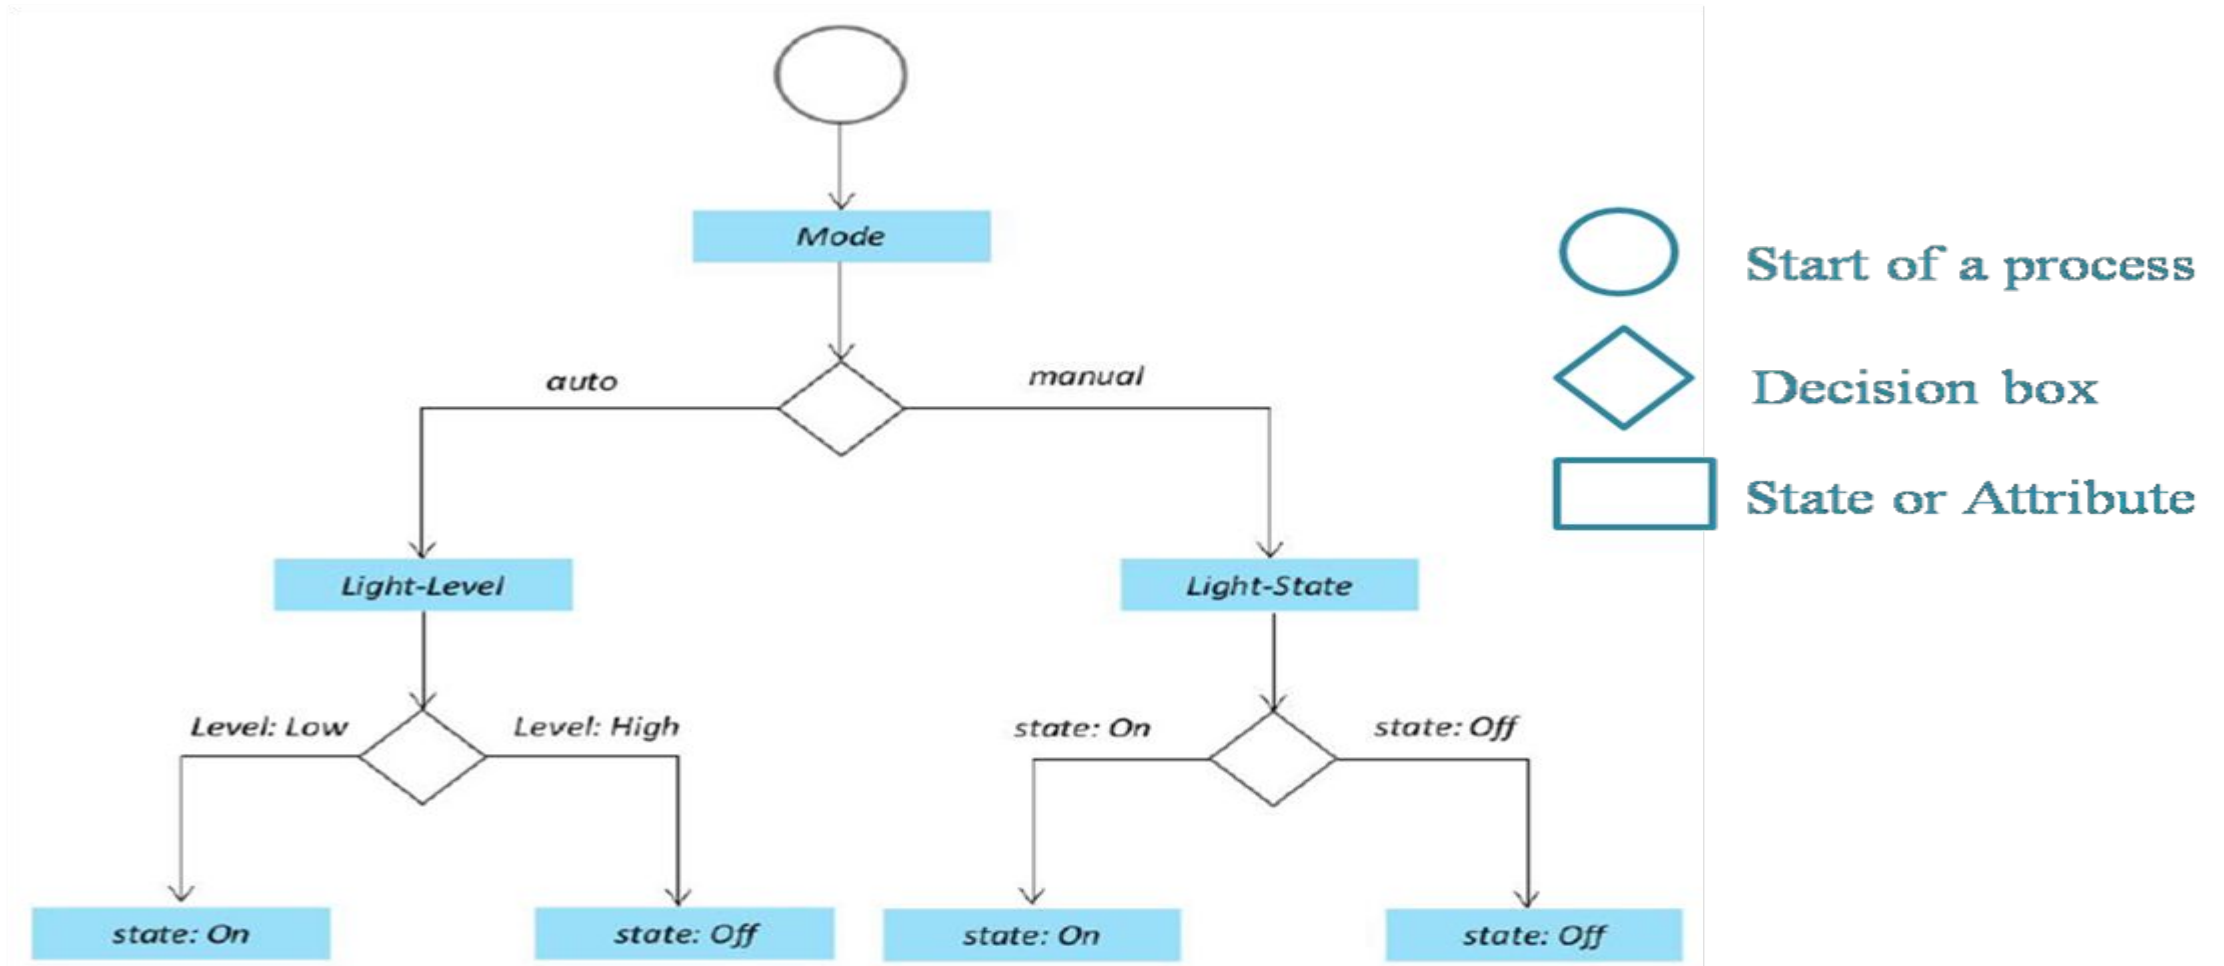 Mode
auto
manual
Light-Level
Light-State
Level: Low
Level: High
state: On
state: Off
state: On
state: Off
state: On
state: Off
Start of a process
Decision box
State or Attribute